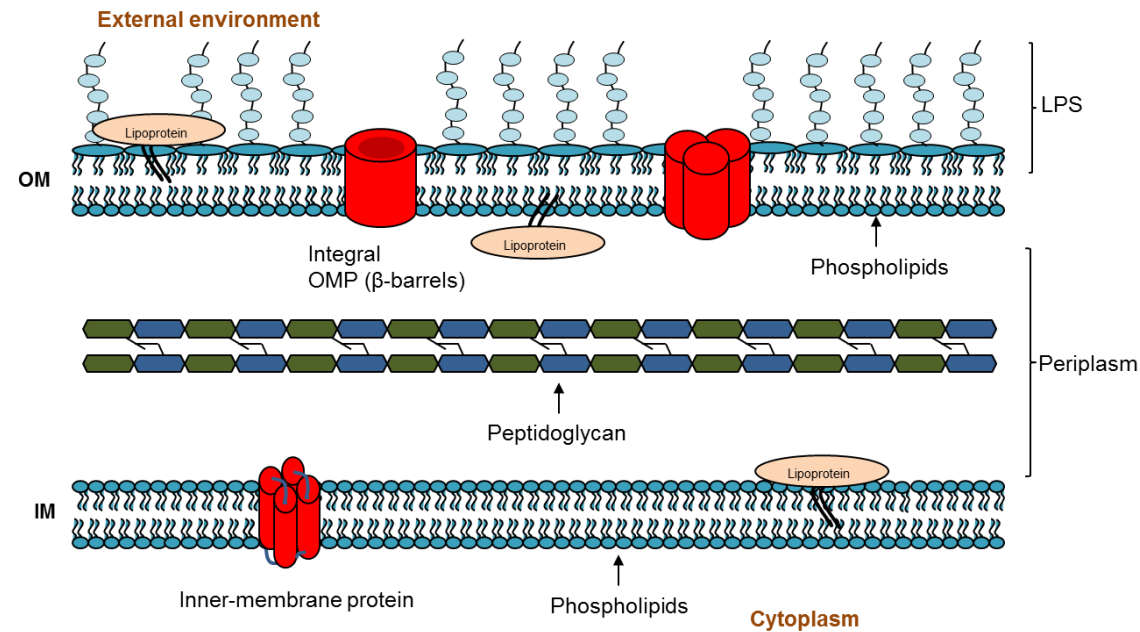 External environment
LPS
Lipoprotein
OM
Lipoprotein
Integral
OMP (β-barrels)
Phospholipids
Periplasm
Peptidoglycan
Lipoprotein
IM
Inner-membrane protein
Phospholipids
Cytoplasm